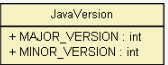 JavaVersion
+ MAJOR_VERSION : int
+ MINOR_VERSION : int